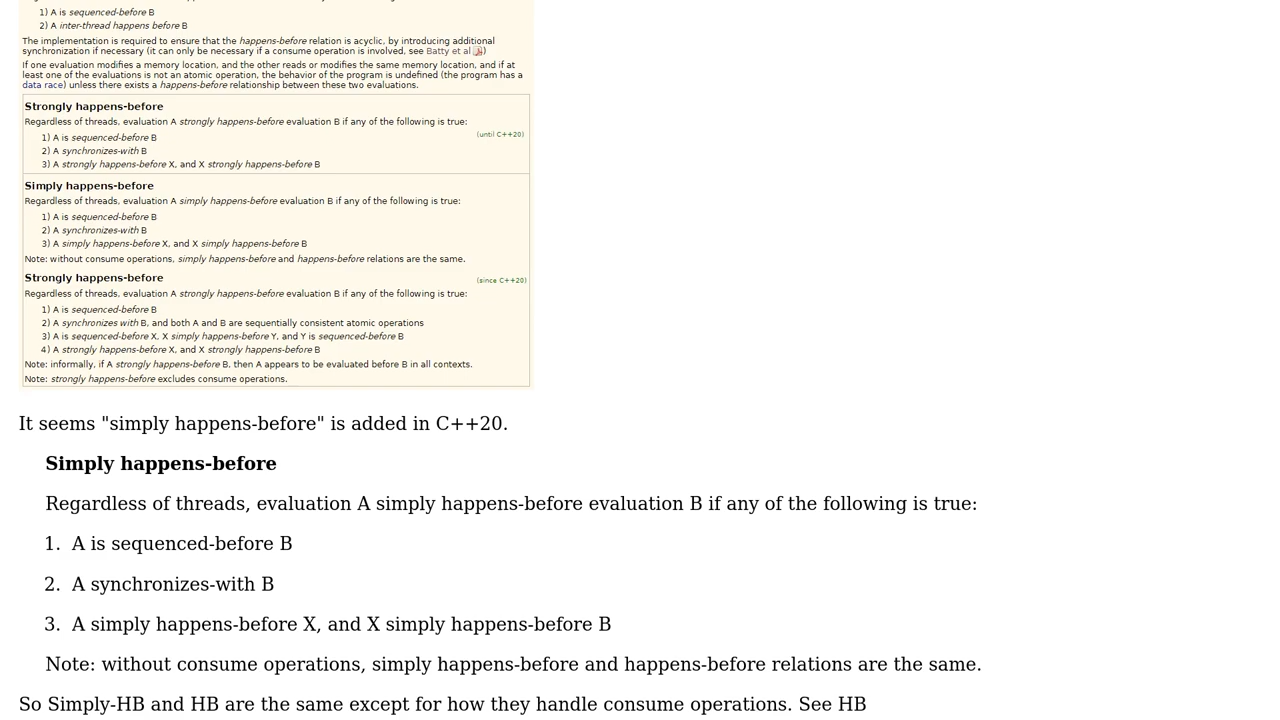 1) A is sequenced-before B
2) A inter-thread happens before B
The implementation is required to ensure that the happens-before relation is acyclic, by introducing additional
synchronization if necessary (it can only be necessary if a consume operation is involved, see Batty et al)
If one evaluation modifies a memory location, and the other reads or modifies the same memory location, and if at
least one of the evaluations is not an atomic operation, the behavior of the program is undefined (the program has a
data race) unless there exists a happens-before relationship between these two evaluations.
Strongly happens-before
Regardless of threads, evaluation A strongly happens-before evaluation B if any of the following is true:
1) A is sequenced-before B
(until C++20)
2) A synchronizes-with B
3) A strongly happens-before X, and X strongly happens-before B
Simply happens-before
Regardless of threads, evaluation A simply happens-before evaluation B if any of the following is true:
1) A is sequenced-before B
2) A synchronizes-with B
3) A simply happens-before X, and X simply happens-before B
Note: without consume operations, simply happens-before and happens-before relations are the same.
Strongly happens-before
(since C++20)
Regardless of threads, evaluation A strongly happens-before evaluation B if any of the following is true:
1) A is sequenced-before B
2) A synchronizes with B, and both A and B are sequentially consistent atomic operations
3) A is sequenced-before X, X simply happens-before Y, and Y is sequenced-before B
4) A strongly happens-before X, and X strongly happens-before B
Note: informally, if A strongly happens-before B, then A appears to be evaluated before B in all contexts.
Note: strongly happens-before excludes consume operations.
It seems "simply happens-before" is added in C++20.
Simply happens-before
Regardless of threads, evaluation A simply happens-before evaluation B if any of the following is true:
1. A is sequenced-before B
2. A synchronizes-with B
3. A simply happens-before X, and X simply happens-before B
Note: without consume operations, simply happens-before and happens-before relations are the same.
So Simply-HB and HB are the same except for how they handle consume operations. See HB